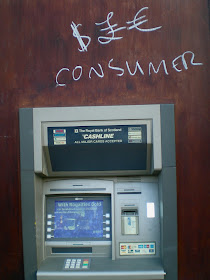 $£€
CONSUMER
The Royal Bank of Scotland
CASHLINE
ALL MAJOR CARDS ACCEPTED